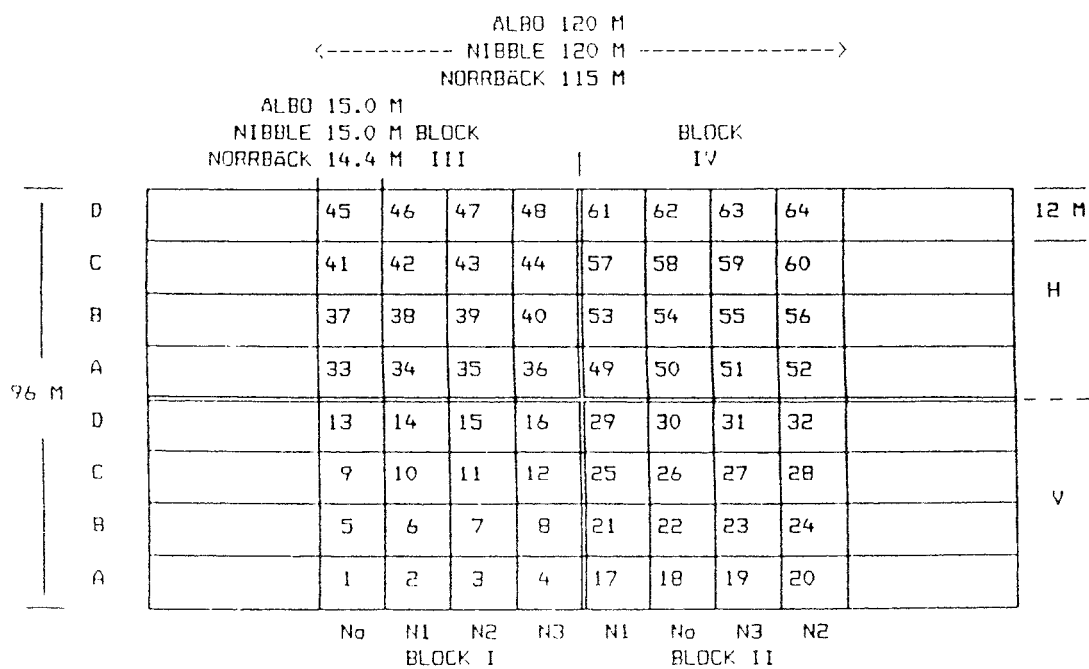 ALBO 120 M
<---------- NIBBLE 120 M --------------->
NORRBÄCK 115 M
ALBO 15.0 M
NIBBLE 15.0 M BLOCK BLOCK
NORRBÄCK 14.4 M III IV
D 45 46 47 48 61 62 63 64 12 M
C 41 42 43 44 57 58 59 60
H
B 37 38 39 40 53 54 55 56
A 33 34 35 36 49 50 51 52
96 M
D 13 14 15 16 29 30 31 32
C 9 10 11 12 25 26 27 28
V
B 5 6 7 8 21 22 23 24
A 1 2 3 4 17 18 19 20
No N1 N2 N3 N1 No N3 N2
BLOCK I BLOCK II